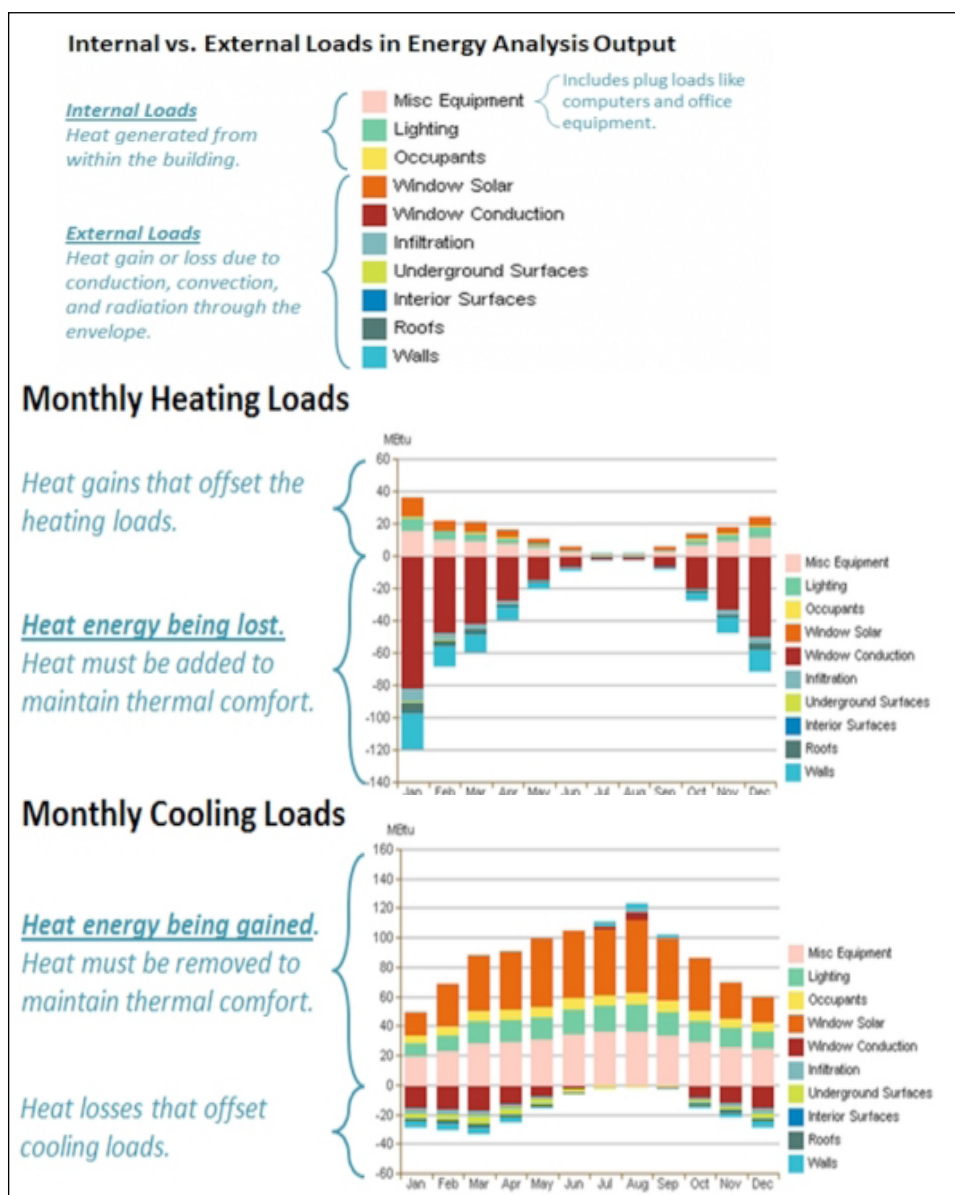 Internal vs. External Loads in Energy Analysis Output
Internal Loads
Heat generated from
within the building.
Misc Equipment
Lighting
Occupants
Includes plug loads like
computers and office
equipment.
External Loads
Heat gain or loss due to
conduction, convection,
and radiation through the
envelope.
Window Solar
Window Conduction
Infiltration
Underground Surfaces
Interior Surfaces
Roofs
Walls
Monthly Heating Loads
Heat gains that offset the
heating loads.
Heat energy being lost.
Heat must be added to
maintain thermal comfort.
MBtu
60
40
20
0
-20
-40
-60
-80
-100
-120
-140
Jan Feb Mar Apr May Jun Jul Aug Sep Oct Nov Dec
Misc Equipment
Lighting
Occupants
Window Solar
Window Conduction
Infiltration
Underground Surfaces
Interior Surfaces
Roofs
Walls
Monthly Cooling Loads
Heat energy being gained.
Heat must be removed to
maintain thermal comfort.
Heat losses that offset
cooling loads.
MBtu
160
140
120
100
80
60
40
20
0
-20
-40
-60
Jan Feb Mar Apr May Jun Jul Aug Sep Oct Nov Dec
Misc Equipment
Lighting
Occupants
Window Solar
Window Conduction
Infiltration
Underground Surfaces
Interior Surfaces
Roofs
Walls